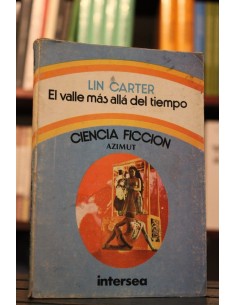 LIN CARTER
El valle más allá del tiempo
CIENCIA FICCION
AZIMUT
intersea